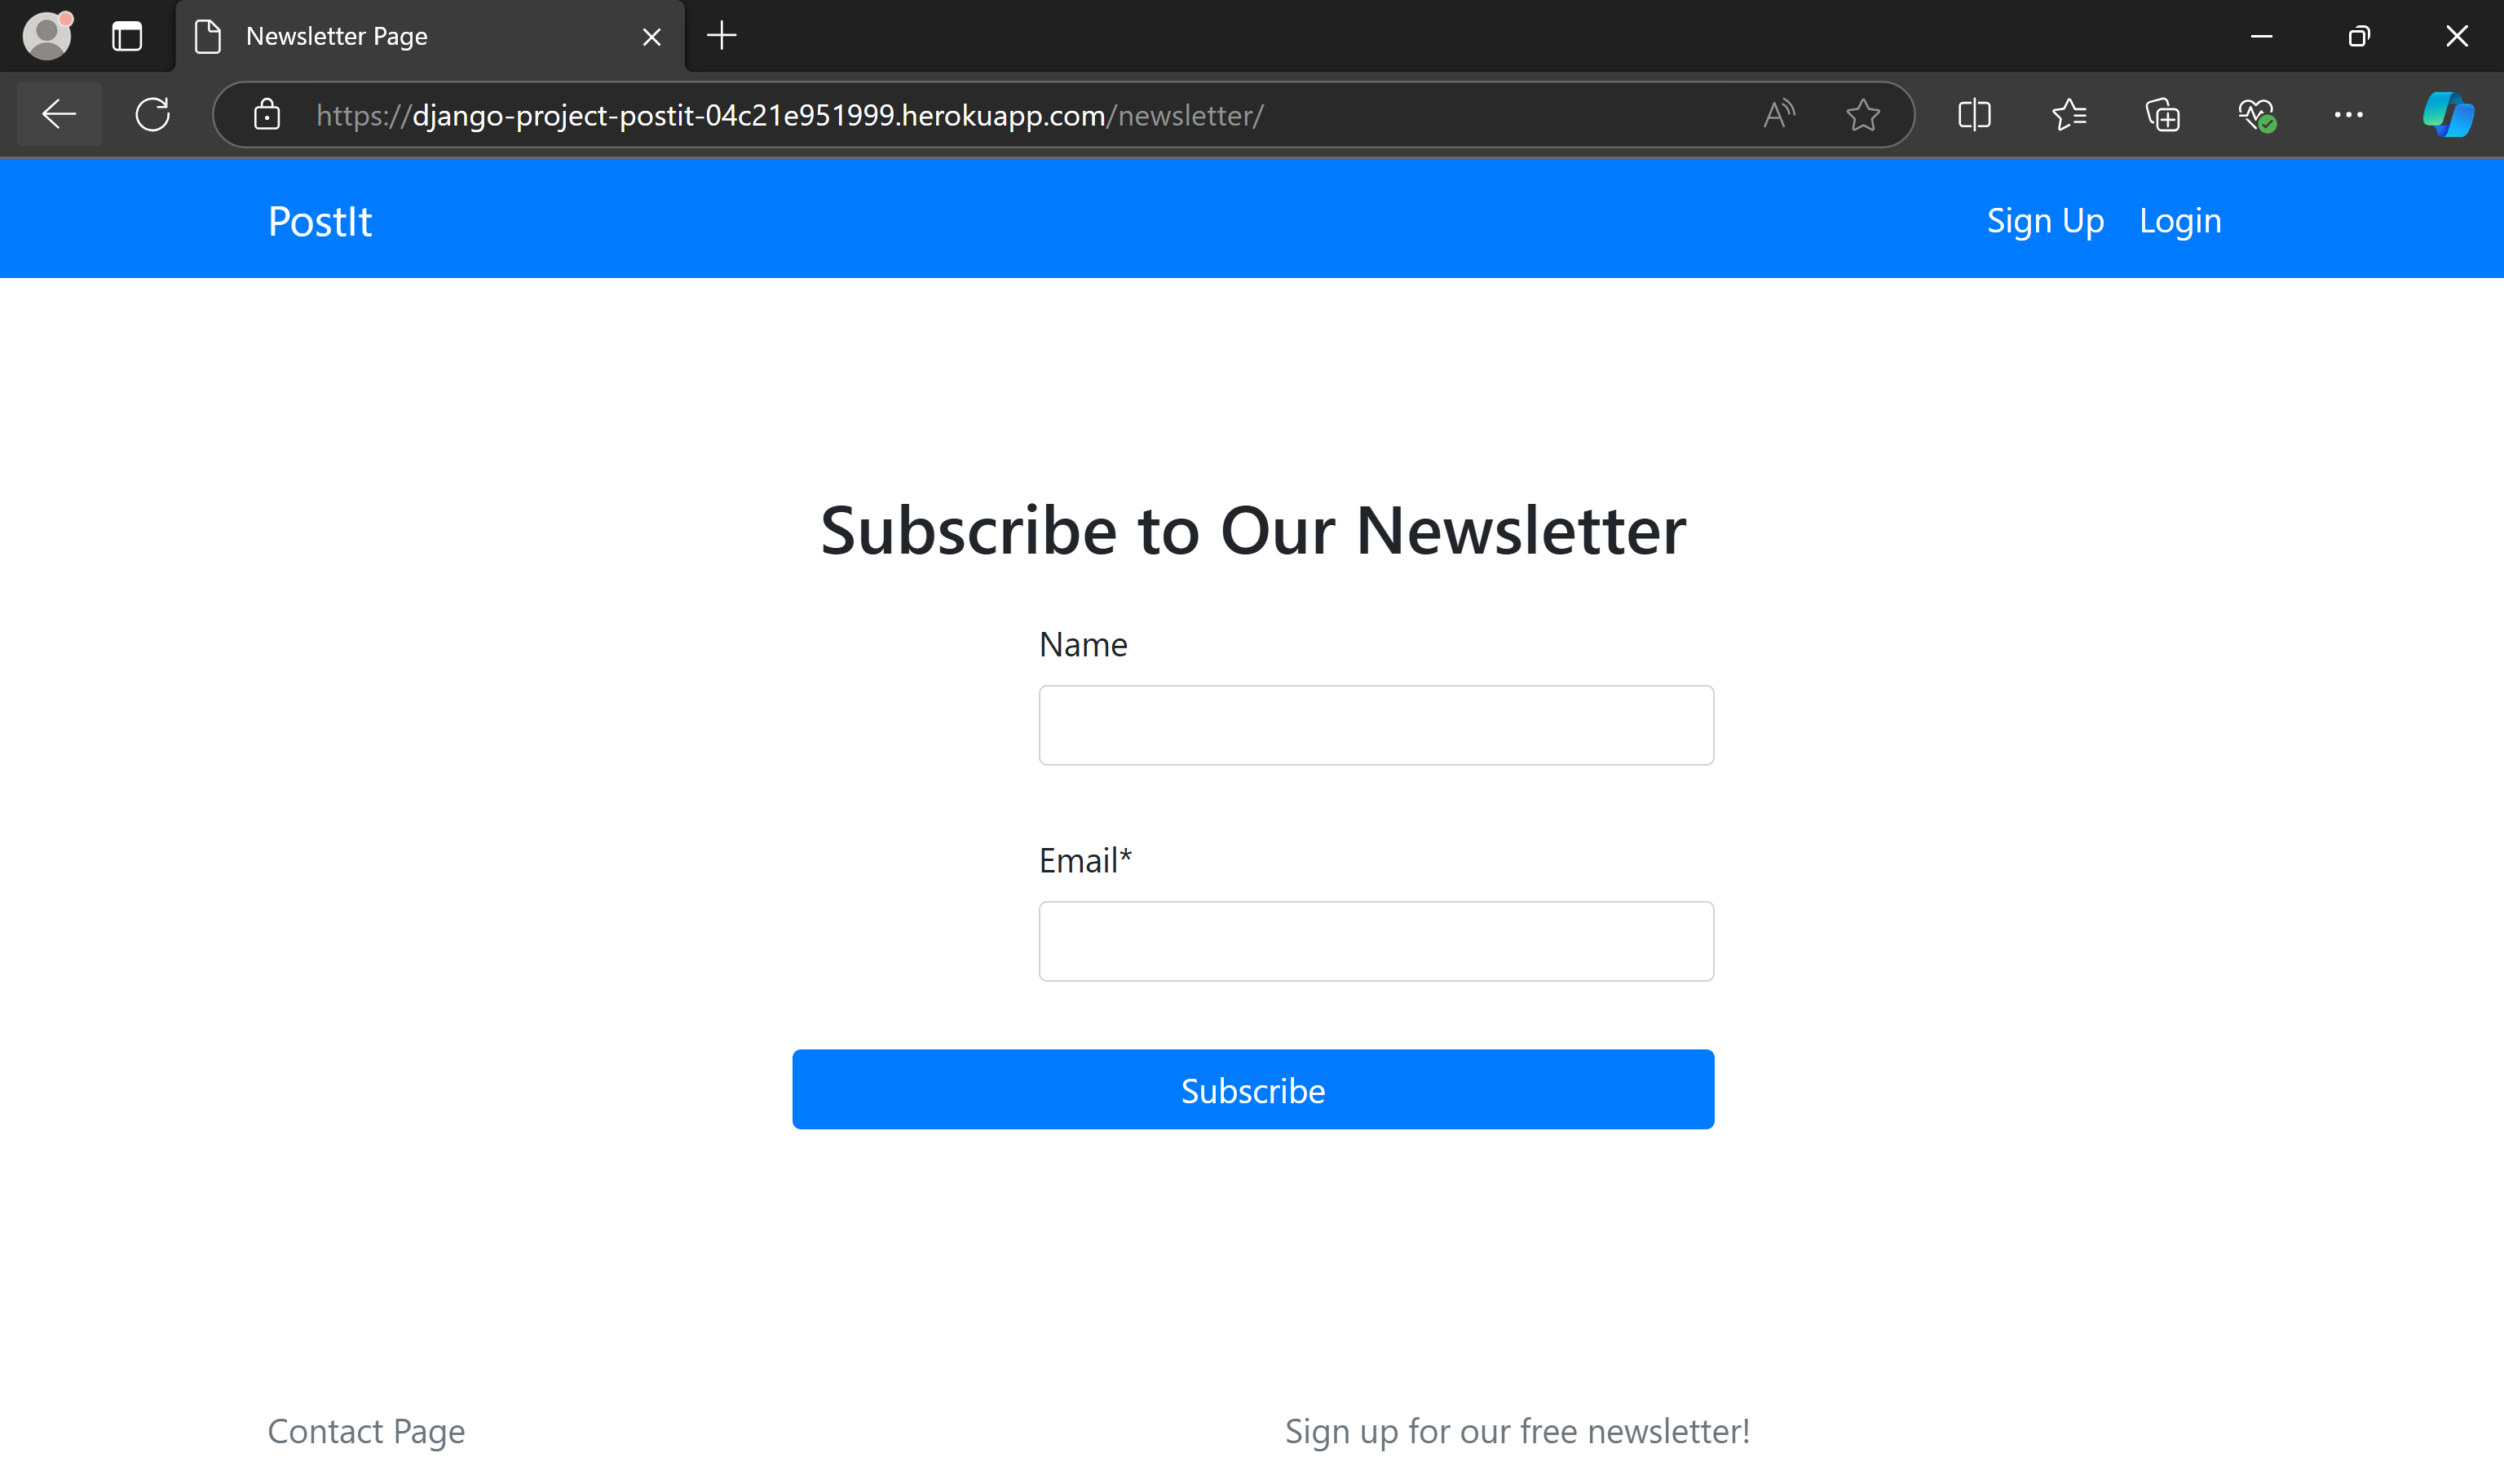 Newsletter Page
https://django-project-postit-04c21e951999.herokuapp.com/newsletter/
PostIt
Sign Up Login
Subscribe to Our Newsletter
Name
Email*
Subscribe
Contact Page
Sign up for our free newsletter!